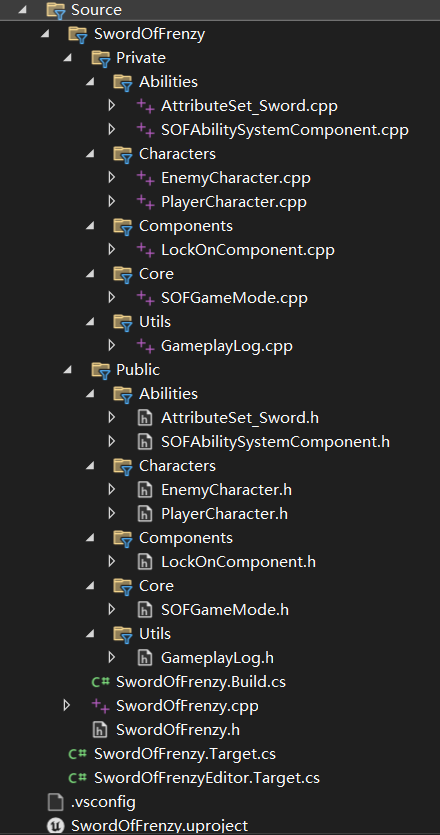 Source
SwordOfFrenzy
Private
Abilities
AttributeSet_Sword.cpp
SOFAbilitySystemComponent.cpp
Characters
EnemyCharacter.cpp
PlayerCharacter.cpp
Components
LockOnComponent.cpp
Core
SOFGameMode.cpp
Utils
GameplayLog.cpp
Public
Abilities
AttributeSet_Sword.h
SOFAbilitySystemComponent.h
Characters
EnemyCharacter.h
PlayerCharacter.h
Components
LockOnComponent.h
Core
SOFGameMode.h
Utils
GameplayLog.h
C# SwordOfFrenzy.Build.cs
SwordOfFrenzy.cpp
SwordOfFrenzy.h
C# SwordOfFrenzy.Target.cs
C# SwordOfFrenzyEditor.Target.cs
.vsconfig
SwordOfFrenzy.uproject